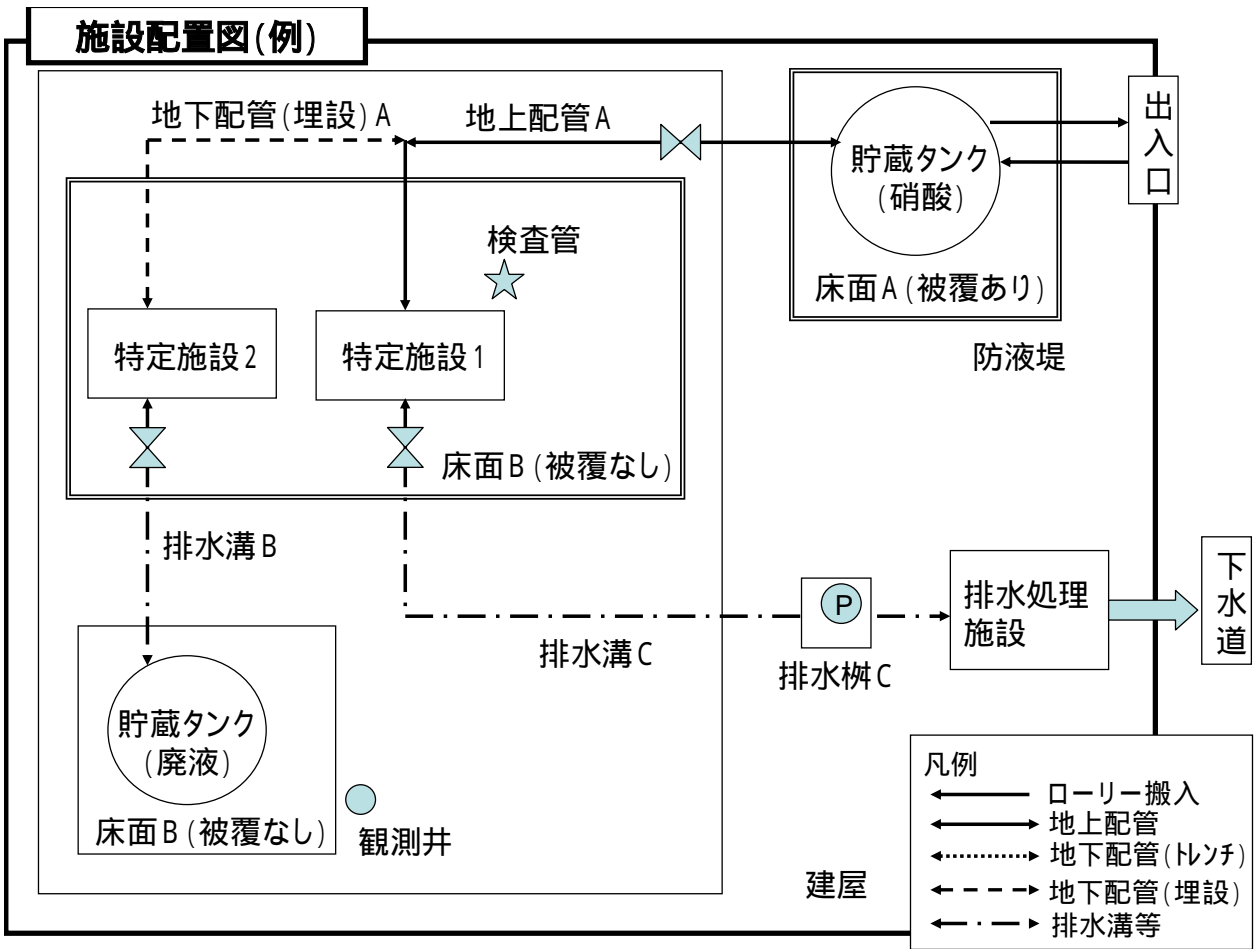 施設配置図(例)
地下配管(埋設)A
地上配管A
貯蔵タンク
(硝酸)
出入口
検査管
床面A(被覆あり)
特定施設2
特定施設1
防液堤
床面B(被覆なし)
排水溝B
排水溝C
P
排水桝C
排水処理
施設
下水道
貯蔵タンク
(廃液)
床面B(被覆なし)
観測井
建屋
凡例
ローリー搬入
地上配管
地下配管(トレンチ)
地下配管(埋設)
排水溝等